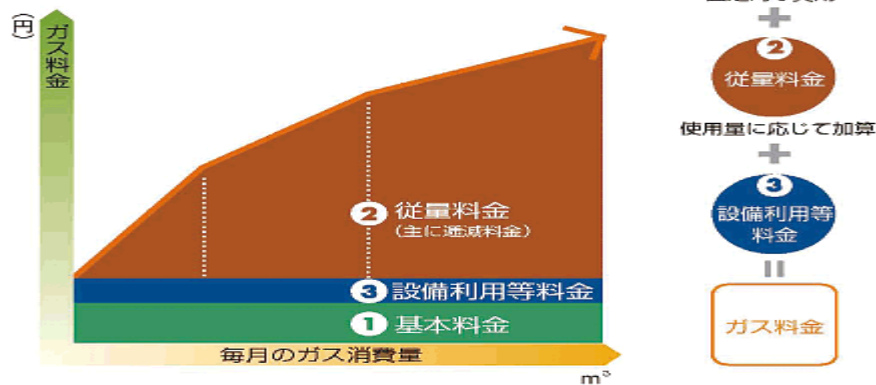 (円)
ガス料金
② 従量料金
(主に逓減料金)
③ 設備利用等料金
① 基本料金
毎月のガス消費量
m³
+
②
従量料金
使用量に応じて加算
+
③
設備利用等
料金
=
ガス料金